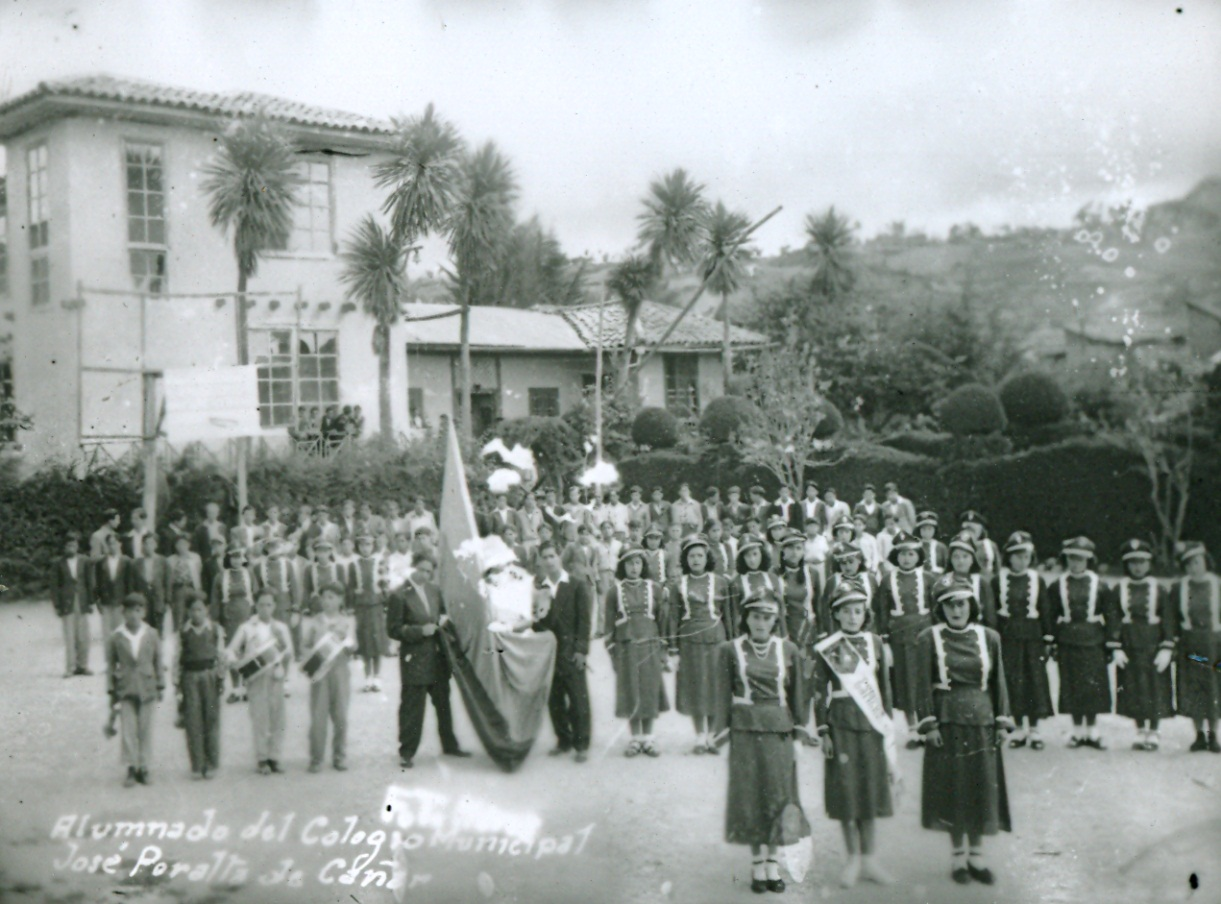 Alumnado del Colegio Municipal
José Peralta de Cañar